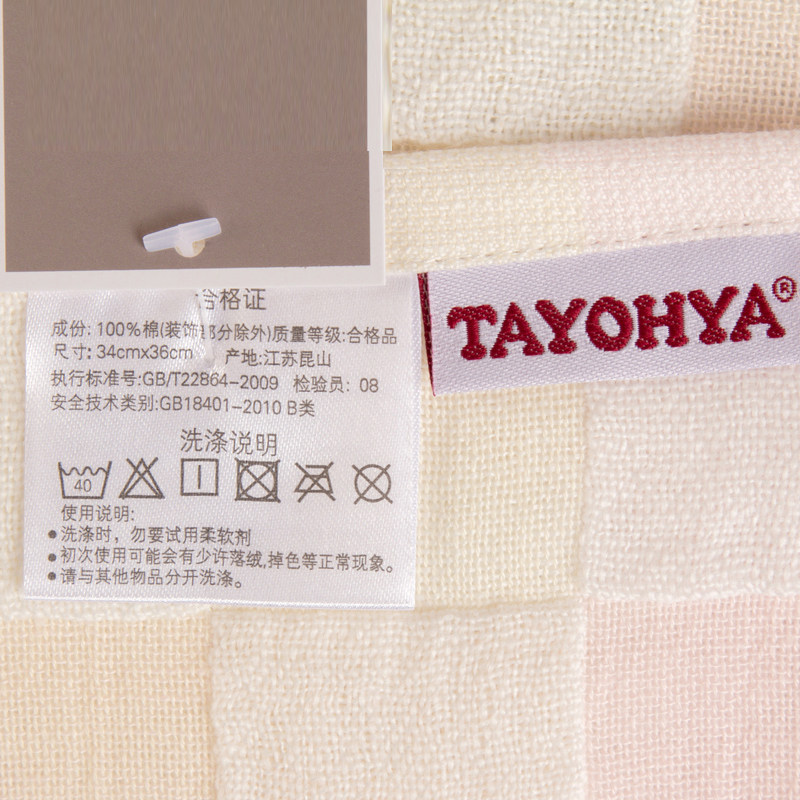 合格证
TAYOHYA®
成份: 100%棉(装饰部分除外)质量等级:合格品
尺寸: 34cmx36cm 产地:江苏昆山
执行标准号:GB/T22864-2009 检验员: 08
安全技术类别:GB18401-2010 B类
洗涤说明
40
使用说明:
●洗涤时，勿要试用柔软剂
●初次使用可能会有少许落绒,掉色等正常现象。
●请与其他物品分开洗涤。